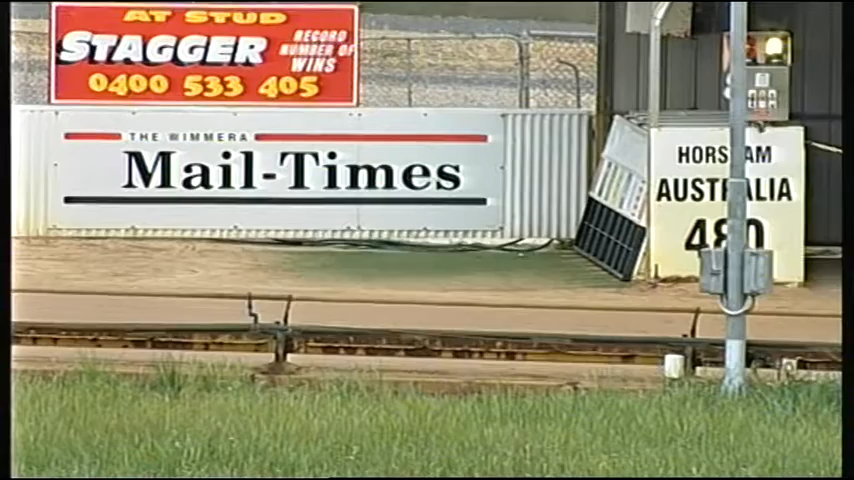 AT STUD
STAGGER
RECORD
NUMBER OF
WINS
0400 533 405
THE WIMMERA
Mail-Times
HORSHAM
AUSTRALIA
480